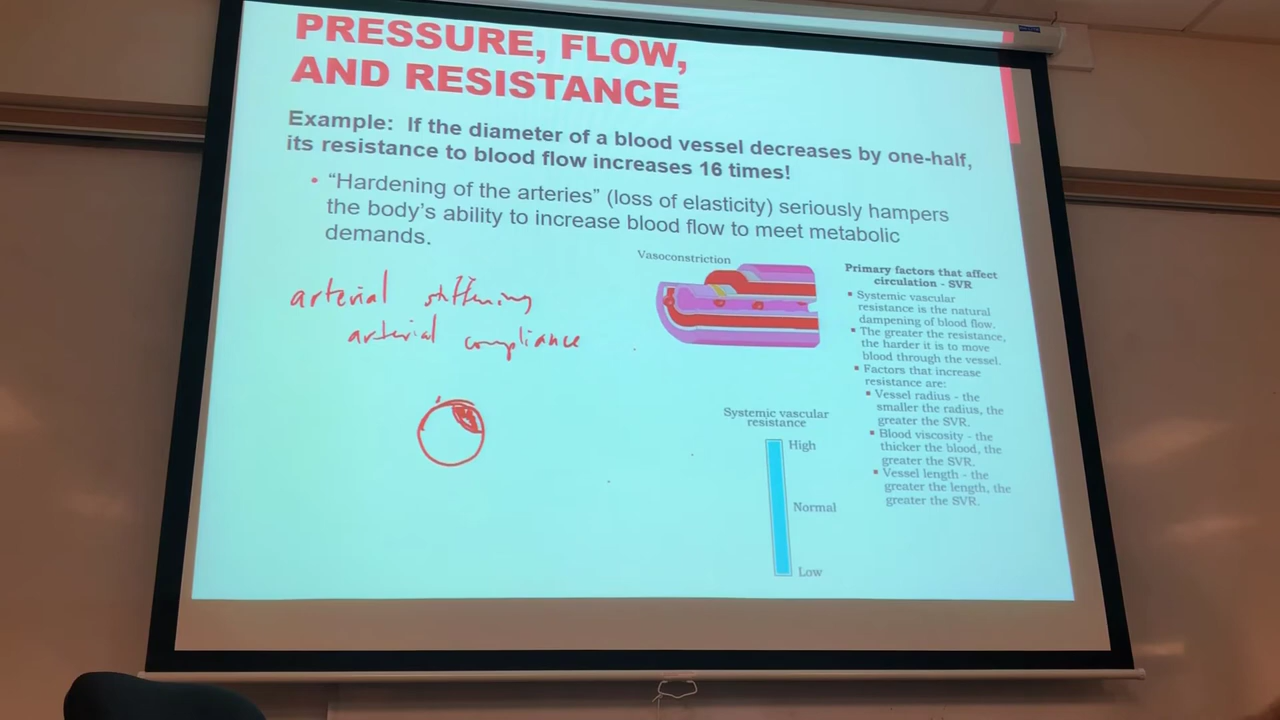 PRESSURE, FLOW,
AND RESISTANCE
Example: If the diameter of a blood vessel decreases by one-half,
its resistance to blood flow increases 16 times!
• “Hardening of the arteries” (loss of elasticity) seriously hampers
the body’s ability to increase blood flow to meet metabolic
demands.
arterial stiffening
arterial compliance
Vasoconstriction
Systemic vascular
resistance
High
Normal
Low
Primary factors that affect
circulation - SVR
▪ Systemic vascular
resistance is the natural
dampening of blood flow.
▪ The greater the resistance,
the harder it is to move
blood through the vessel.
▪ Factors that increase
resistance are:
▪ Vessel radius - the
smaller the radius, the
greater the SVR.
▪ Blood viscosity - the
thicker the blood, the
greater the SVR.
▪ Vessel length - the
greater the length, the
greater the SVR.